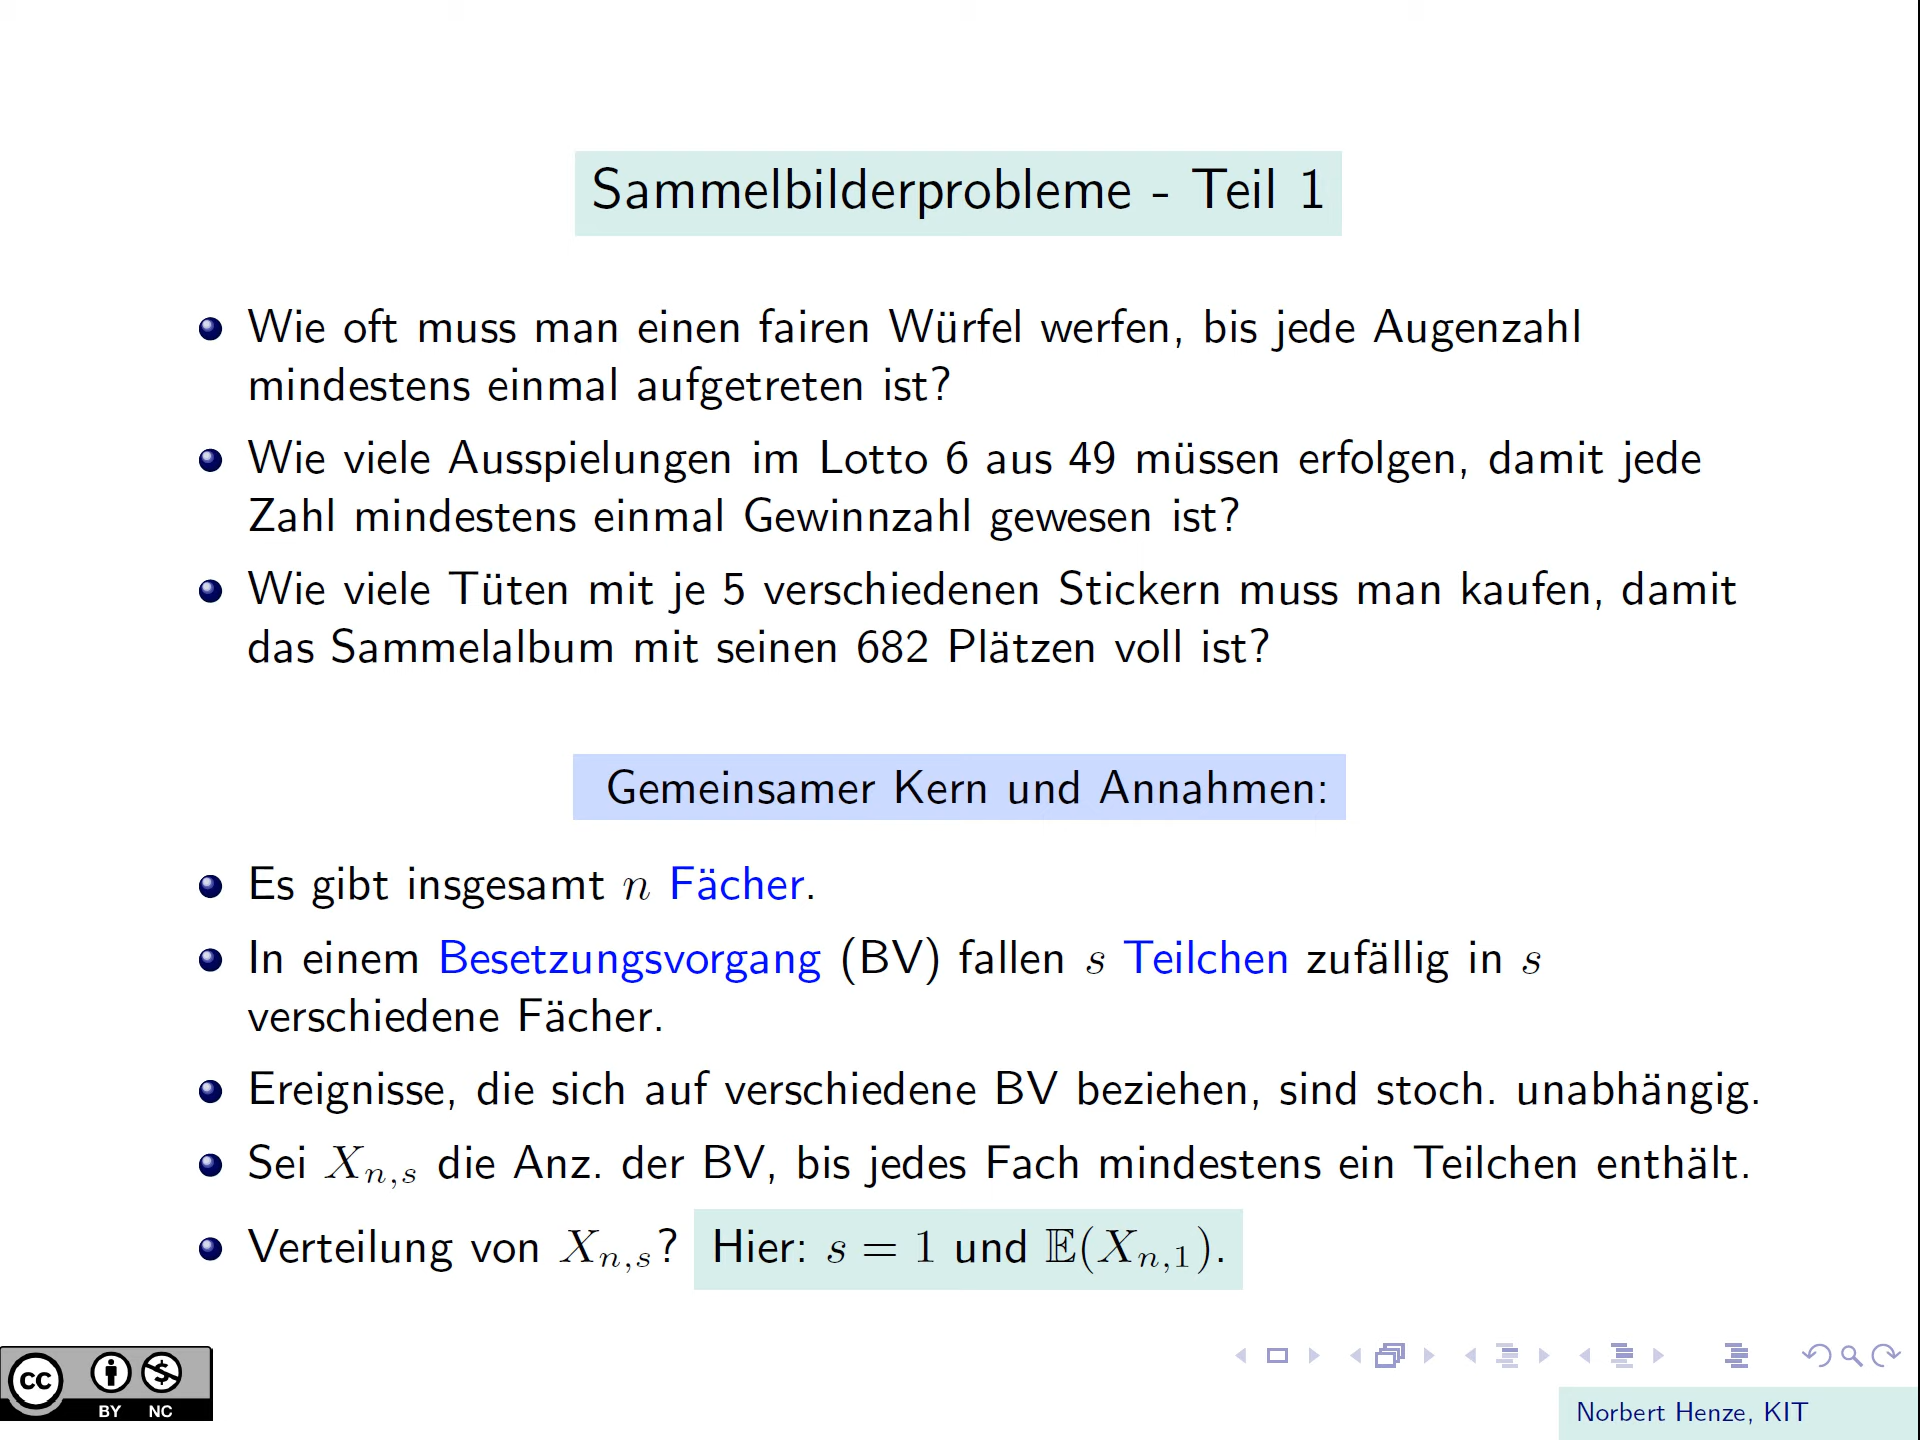 Sammelbilderprobleme - Teil 1
Wie oft muss man einen fairen Würfel werfen, bis jede Augenzahl
mindestens einmal aufgetreten ist?
Wie viele Ausspielungen im Lotto 6 aus 49 müssen erfolgen, damit jede
Zahl mindestens einmal Gewinnzahl gewesen ist?
Wie viele Tüten mit je 5 verschiedenen Stickern muss man kaufen, damit
das Sammelalbum mit seinen 682 Plätzen voll ist?
Gemeinsamer Kern und Annahmen:
Es gibt insgesamt n Fächer.
In einem Besetzungsvorgang (BV) fallen s Teilchen zufällig in s
verschiedene Fächer.
Ereignisse, die sich auf verschiedene BV beziehen, sind stoch. unabhängig.
Sei X_{n,s} die Anz. der BV, bis jedes Fach mindestens ein Teilchen enthält.
Verteilung von X_{n,s}? Hier: s = 1 und 𝔼(X_{n,1}).
cc
BY NC
Norbert Henze, KIT